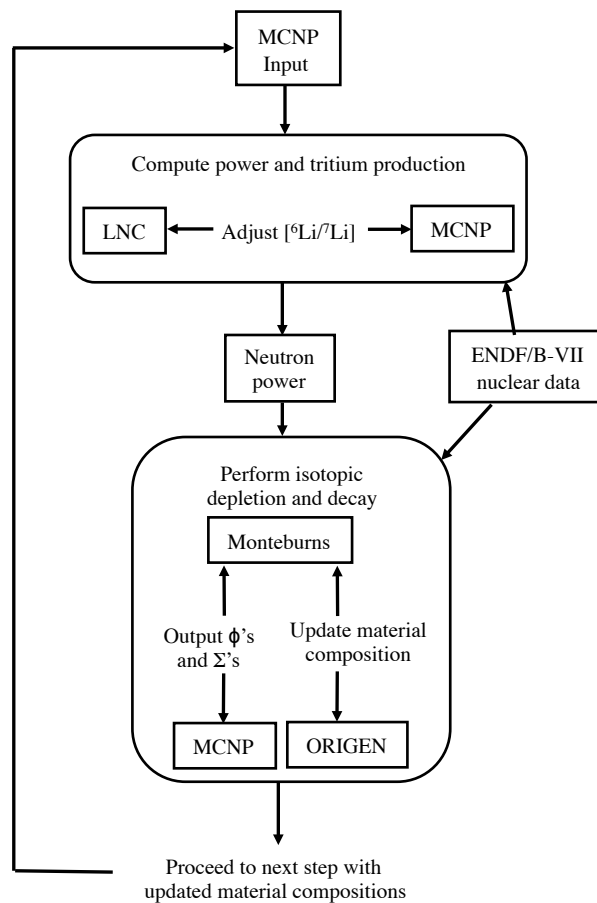 MCNP
Input
Compute power and tritium production
LNC
Adjust [⁶Li/⁷Li]
MCNP
Neutron
power
ENDF/B-VII
nuclear data
Perform isotopic
depletion and decay
Monteburns
Output ϕ’s
and Σ’s
Update material
composition
MCNP
ORIGEN
Proceed to next step with
updated material compositions